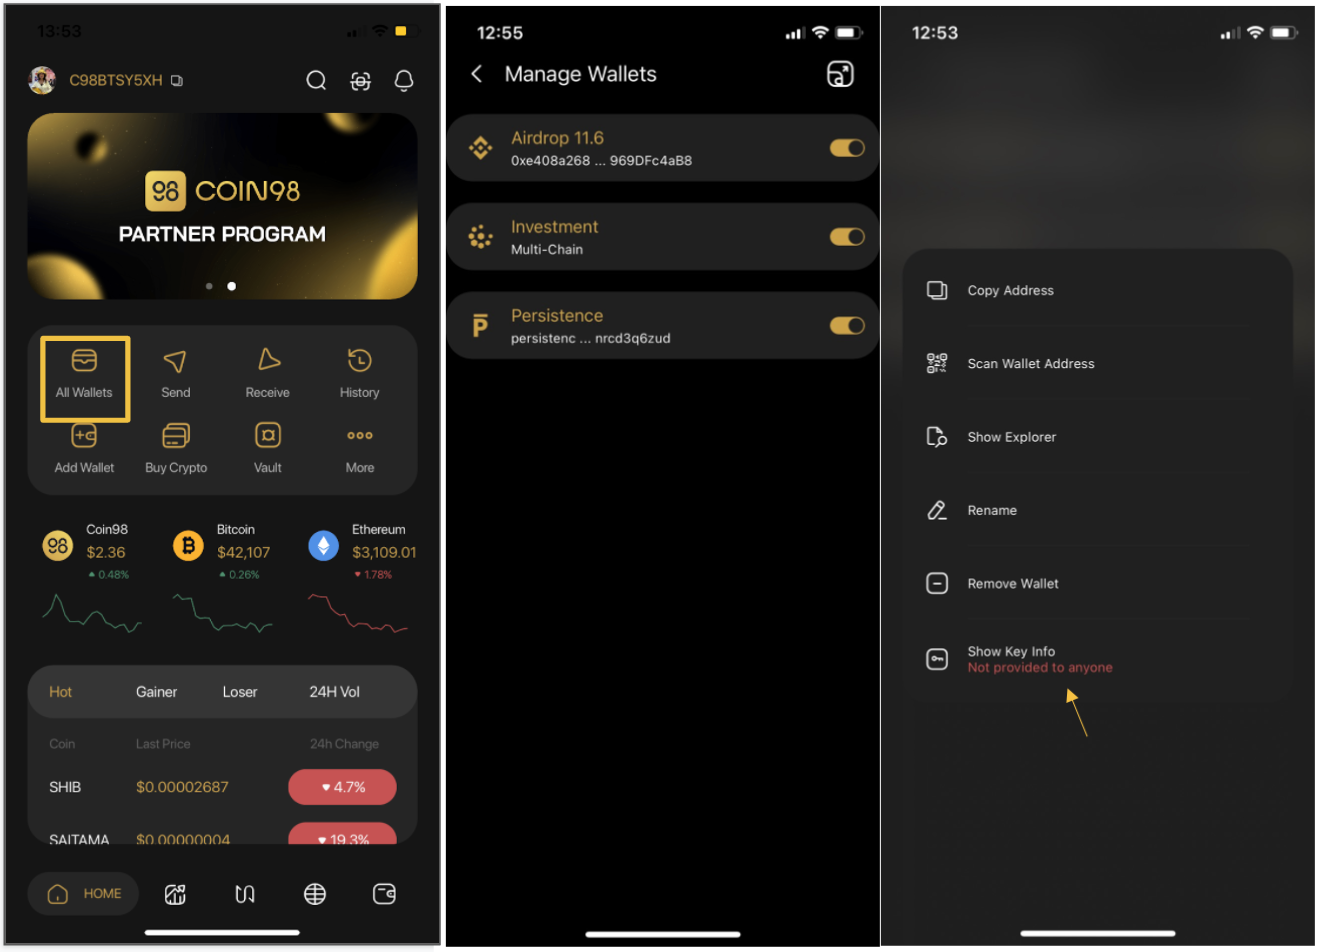 13:53
C98BTSY5XH
98 COIN98
PARTNER PROGRAM
All Wallets
Send
Receive
History
Add Wallet
Buy Crypto
Vault
More
Coin98
$2.36
0.48%
Bitcoin
$42,107
0.26%
Ethereum
$3,109.01
1.78%
Hot
Gainer
Loser
24H Vol
Coin
Last Price
24h Change
SHIB
$0.00002687
4.7%
SAITAMA
$0.00000004
19.3%
HOME
12:55
Manage Wallets
Airdrop 11.6
0xe408a268 ... 969DFc4aB8
Investment
Multi-Chain
Persistence
persistenc ... nrcd3q6zud
12:53
Copy Address
Scan Wallet Address
Show Explorer
Rename
Remove Wallet
Show Key Info
Not provided to anyone